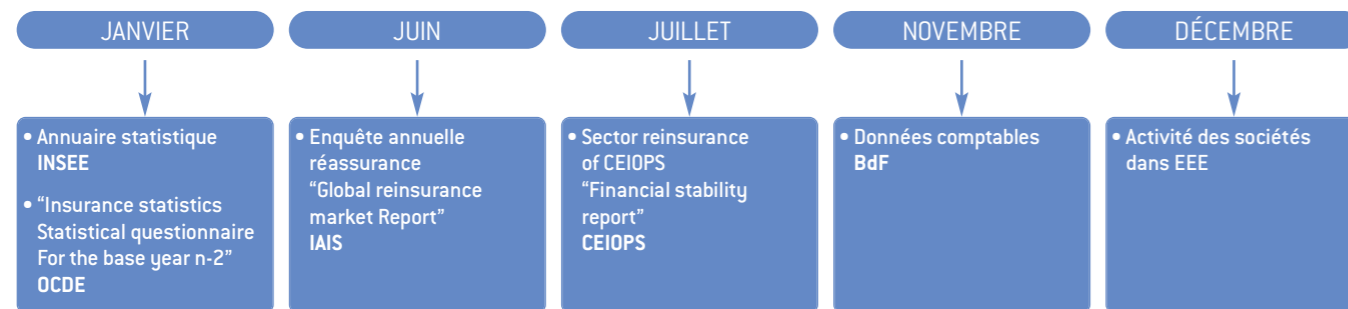 JANVIER
• Annuaire statistique
INSEE
• “Insurance statistics
Statistical questionnaire
For the base year n-2”
OCDE
JUIN
• Enquête annuelle
réassurance
“Global reinsurance
market Report”
IAIS
JUILLET
• Sector reinsurance
of CEIOPS
“Financial stability
report”
CEIOPS
NOVEMBRE
• Données comptables
BdF
DÉCEMBRE
• Activité des sociétés
dans EEE